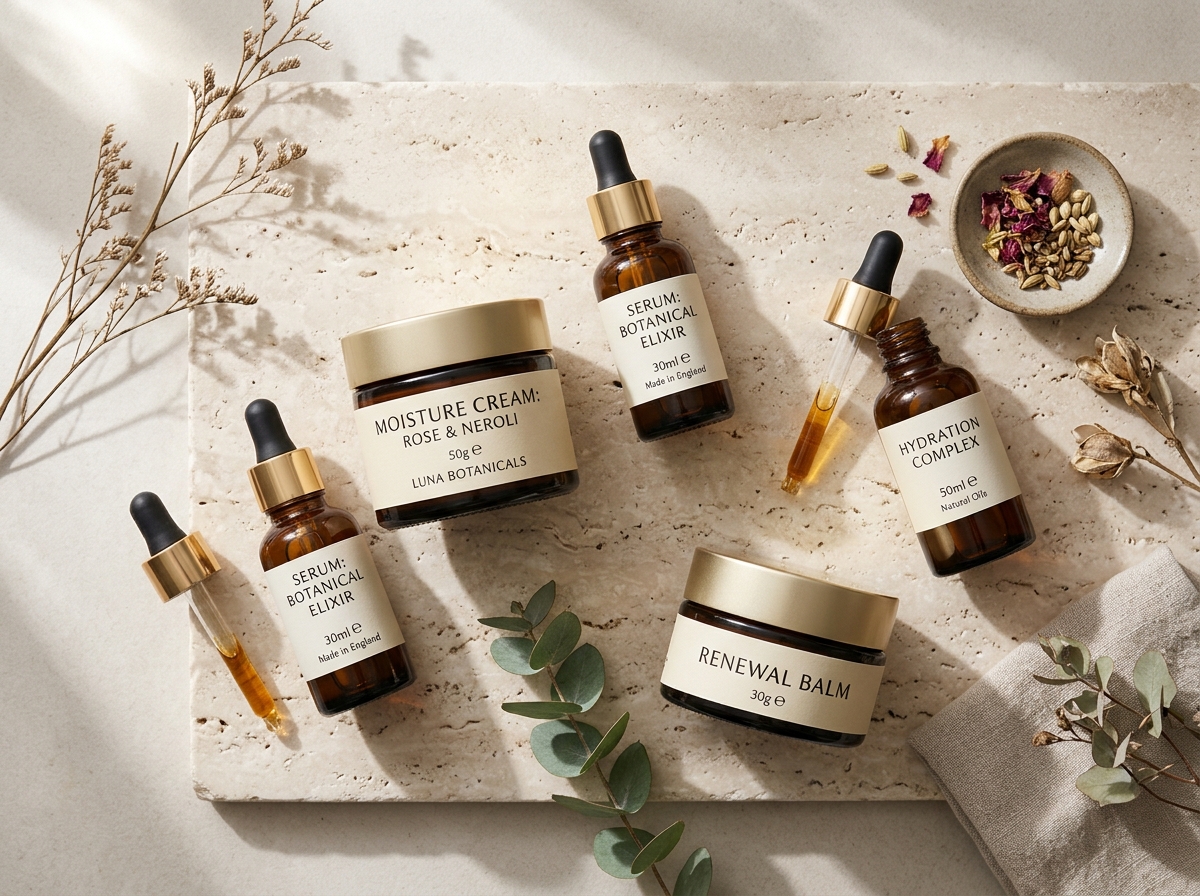 SERUM:
BOTANICAL
ELIXIR
30ml ℮
Made in England
MOISTURE CREAM:
ROSE & NEROLI
50g ℮
LUNA BOTANICALS
HYDRATION
COMPLEX
50ml ℮
Natural Oils
SERUM:
BOTANICAL
ELIXIR
30ml ℮
Made in England
RENEWAL BALM
30g ℮